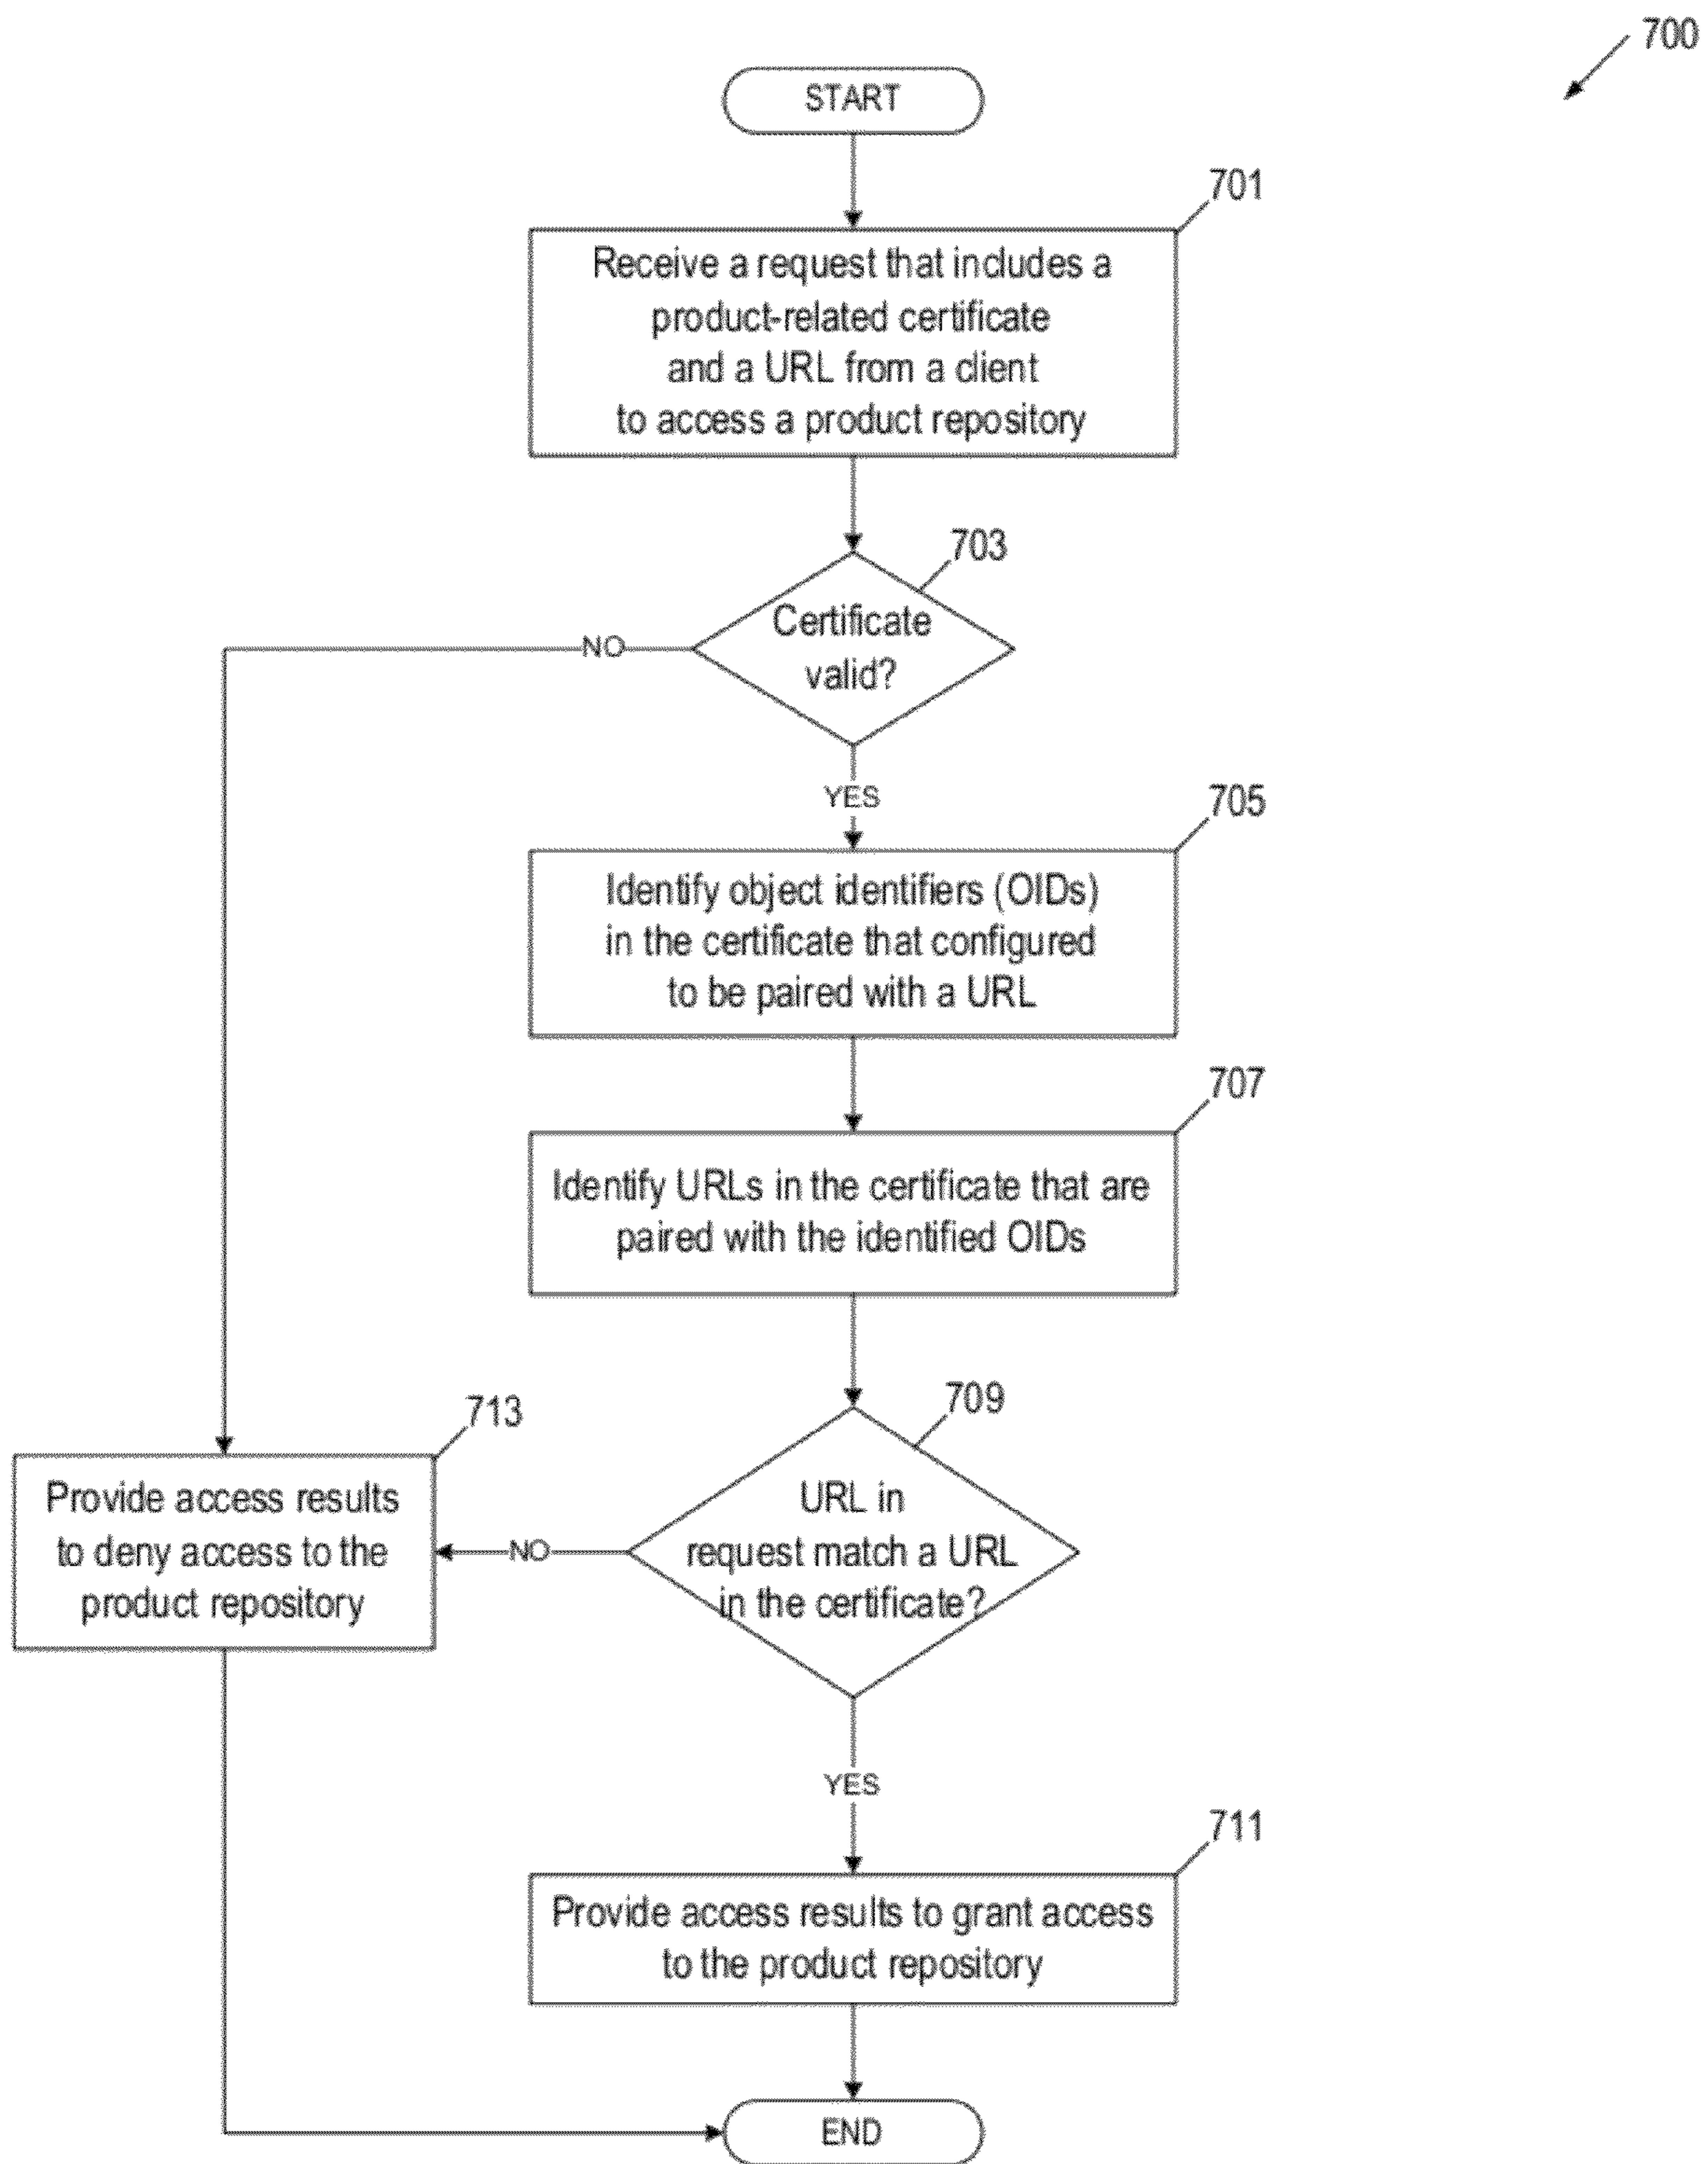 700
START
701
Receive a request that includes a
product-related certificate
and a URL from a client
to access a product repository
703
Certificate
valid?
NO
YES
705
Identify object identifiers (OIDs)
in the certificate that configured
to be paired with a URL
707
Identify URLs in the certificate that are
paired with the identified OIDs
709
URL in
request match a URL
in the certificate?
NO
713
Provide access results
to deny access to the
product repository
YES
711
Provide access results to grant access
to the product repository
END